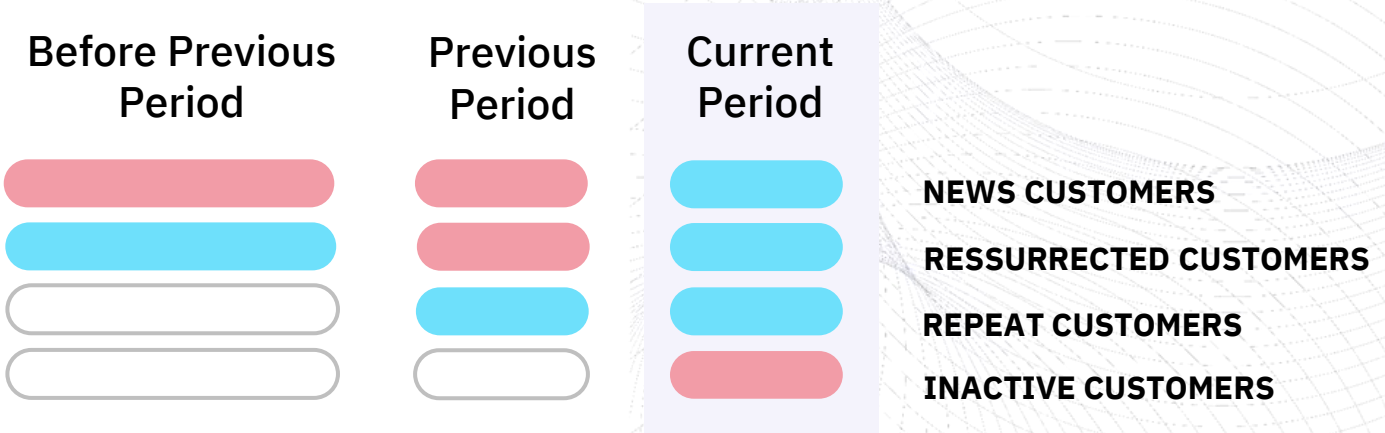 Before Previous
Period
Previous
Period
Current
Period
NEWS CUSTOMERS
RESSURRECTED CUSTOMERS
REPEAT CUSTOMERS
INACTIVE CUSTOMERS